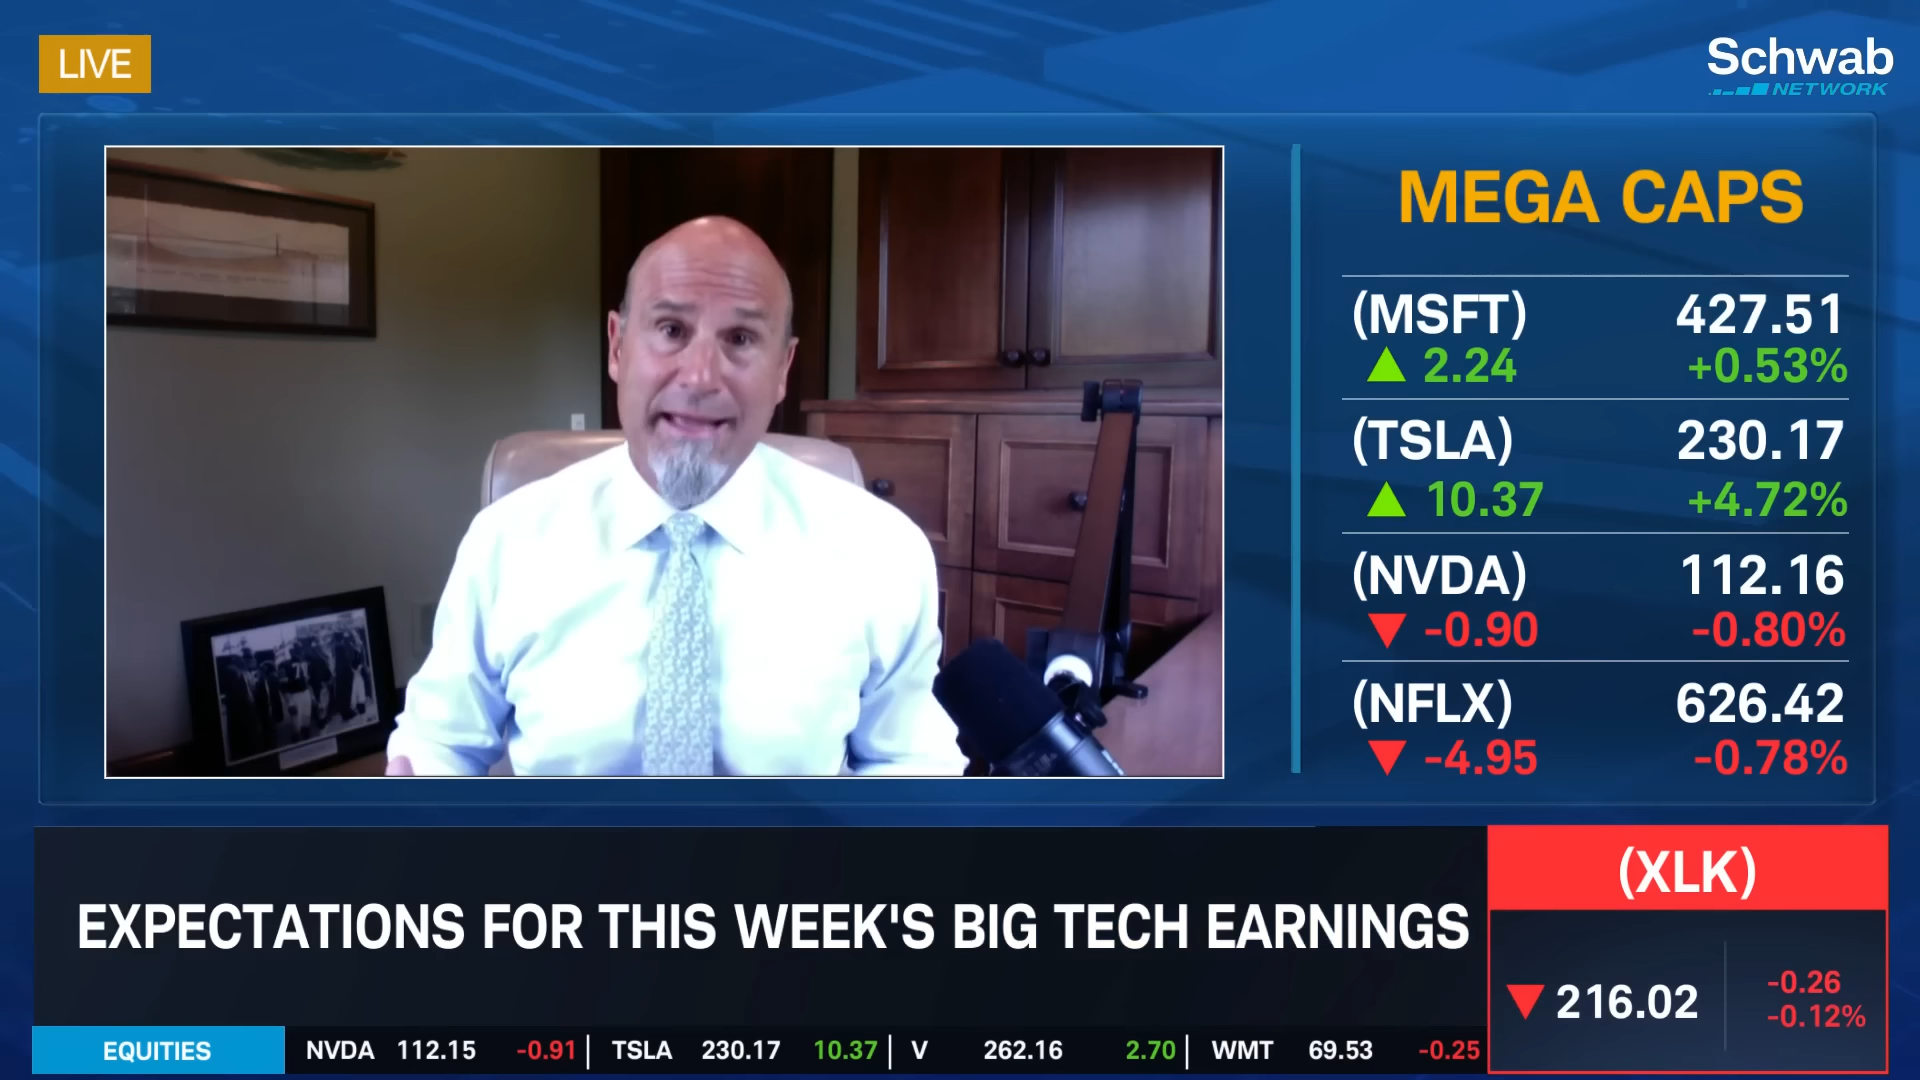 LIVE
Schwab
NETWORK
MEGA CAPS
(MSFT) 427.51
▲ 2.24 +0.53%
(TSLA) 230.17
▲ 10.37 +4.72%
(NVDA) 112.16
▼ -0.90 -0.80%
(NFLX) 626.42
▼ -4.95 -0.78%
EXPECTATIONS FOR THIS WEEK'S BIG TECH EARNINGS
(XLK)
▼ 216.02 -0.26
-0.12%
EQUITIES NVDA 112.15 -0.91 | TSLA 230.17 10.37 | V 262.16 2.70 | WMT 69.53 -0.25